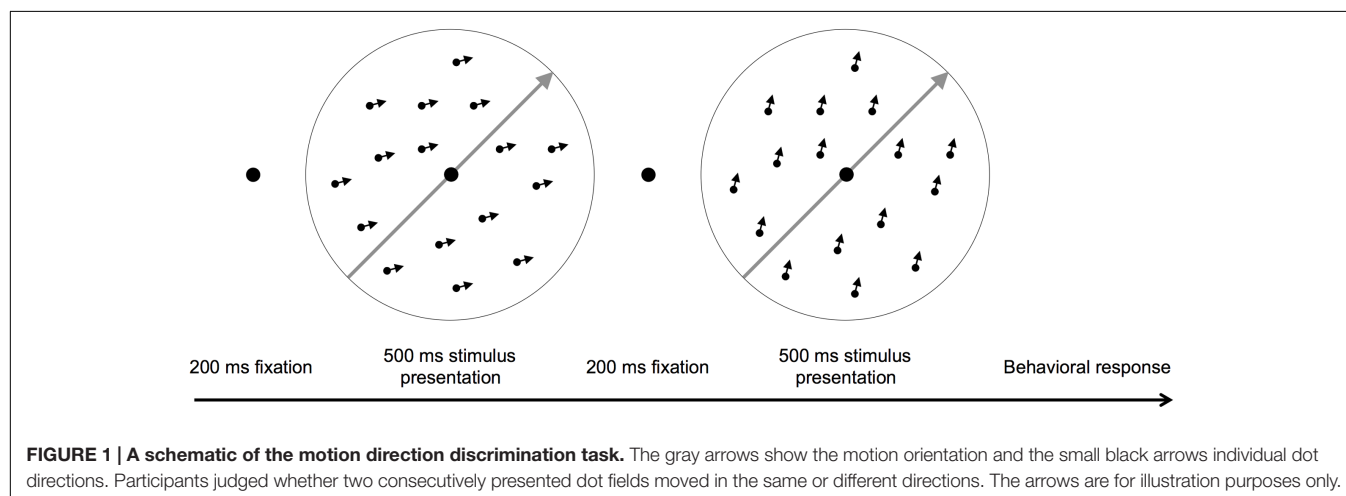 200 ms fixation
500 ms stimulus
presentation
200 ms fixation
500 ms stimulus
presentation
Behavioral response
FIGURE 1 | A schematic of the motion direction discrimination task. The gray arrows show the motion orientation and the small black arrows individual dot
directions. Participants judged whether two consecutively presented dot fields moved in the same or different directions. The arrows are for illustration purposes only.